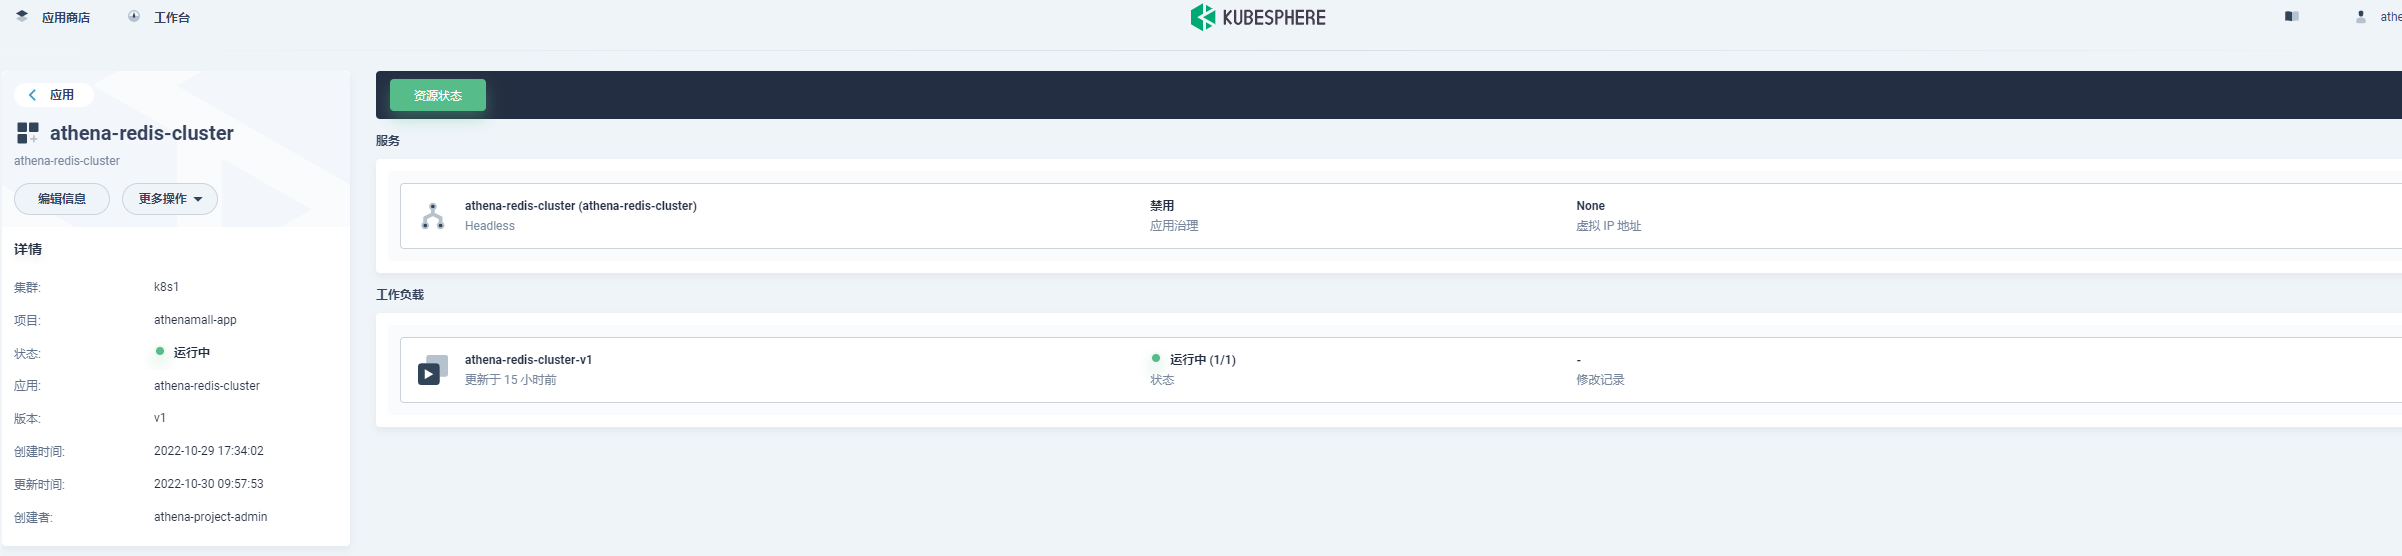 应用商店 工作台 KUBESPHERE athe
应用
athena-redis-cluster
athena-redis-cluster
编辑信息 更多操作
详情
集群: k8s1
项目: athenamall-app
状态: 运行中
应用: athena-redis-cluster
版本: v1
创建时间: 2022-10-29 17:34:02
更新时间: 2022-10-30 09:57:53
创建者: athena-project-admin
资源状态
服务
athena-redis-cluster (athena-redis-cluster) 禁用 None
Headless 应用治理 虚拟 IP 地址
工作负载
athena-redis-cluster-v1 运行中 (1/1) -
更新于 15 小时前 状态 修改记录